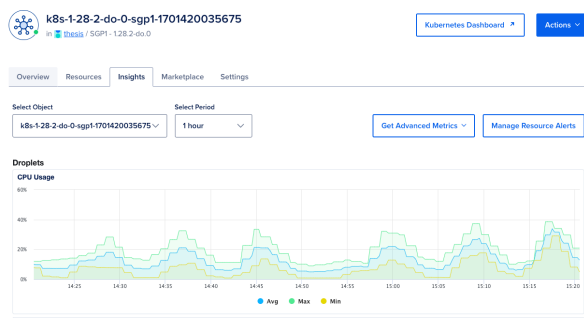 k8s-1-28-2-do-0-sgp1-1701420035675
in thesis / SGP1 - 1.28.2-do.0
Kubernetes Dashboard
Actions
Overview Resources Insights Marketplace Settings
Select Object Select Period
k8s-1-28-2-do-0-sgp1-1701420035675 1 hour
Get Advanced Metrics Manage Resource Alerts
Droplets
CPU Usage
60%
40%
20%
0%
14:25 14:30 14:35 14:40 14:45 14:50 14:55 15:00 15:05 15:10 15:15 15:20
Avg Max Min